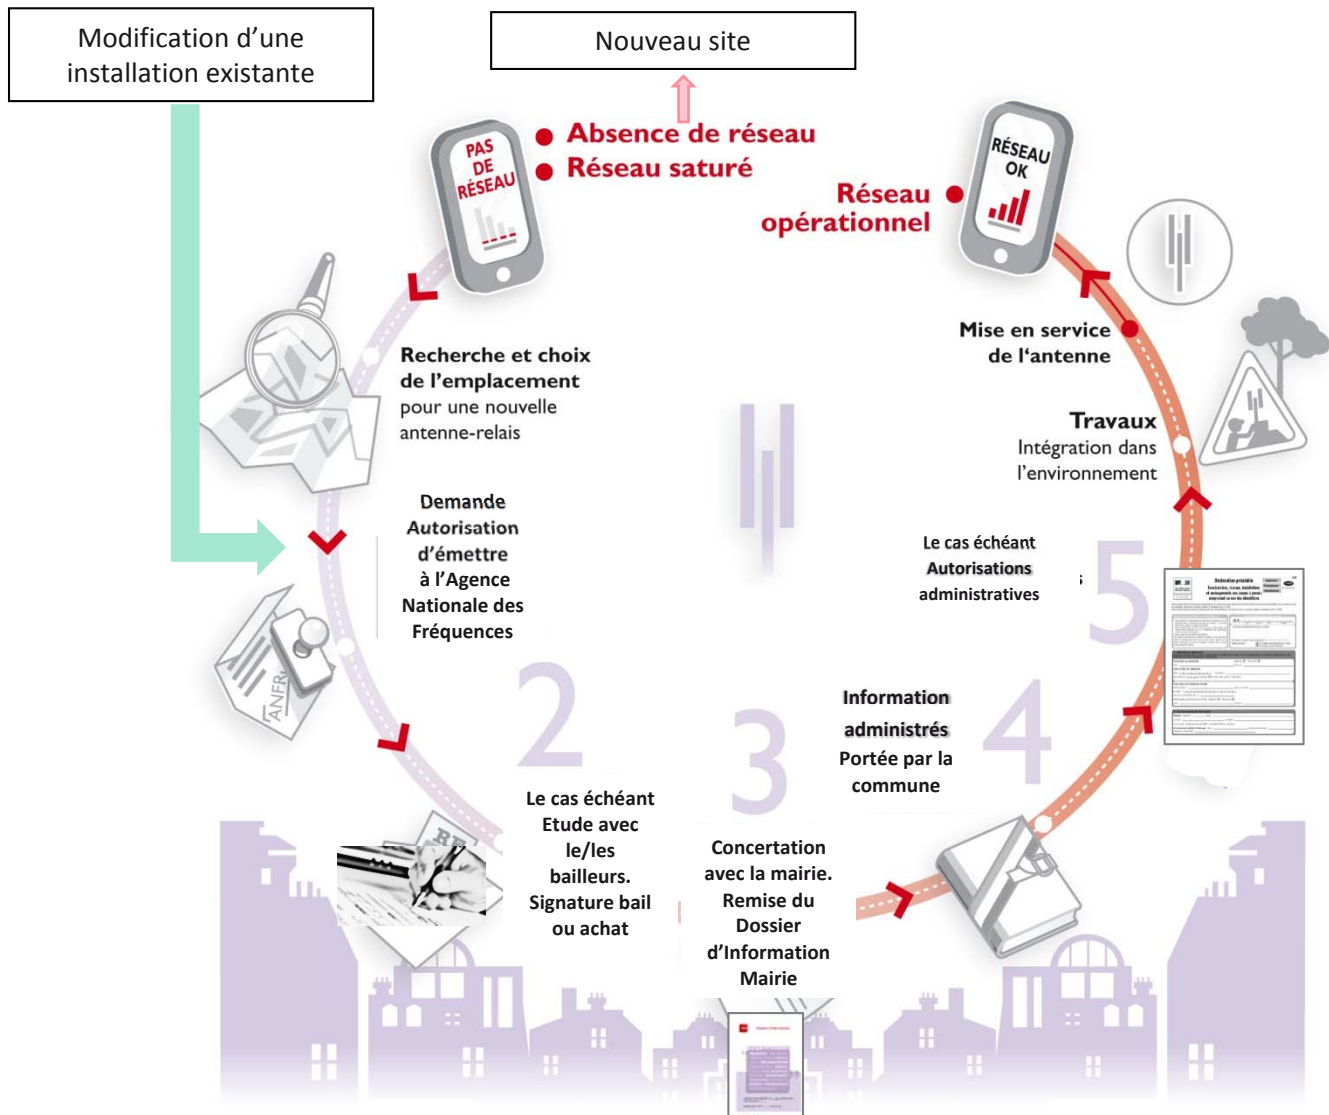 Modification d’une
installation existante
Nouveau site
Absence de réseau
Réseau saturé
PAS
DE
RÉSEAU
RÉSEAU
OK
Réseau
opérationnel
Recherche et choix
de l’emplacement
pour une nouvelle
antenne-relais
Mise en service
de l‘antenne
Travaux
Intégration dans
l’environnement
Demande
Autorisation
d’émettre
à l’Agence
Nationale des
Fréquences
ANFR
Le cas échéant
Autorisations
administratives
5
Déclaration préalable
2
3
4
Information
administrés
Portée par la
commune
Le cas échéant
Etude avec
le/les
bailleurs.
Signature bail
ou achat
Concertation
avec la mairie.
Remise du
Dossier
d’Information
Mairie